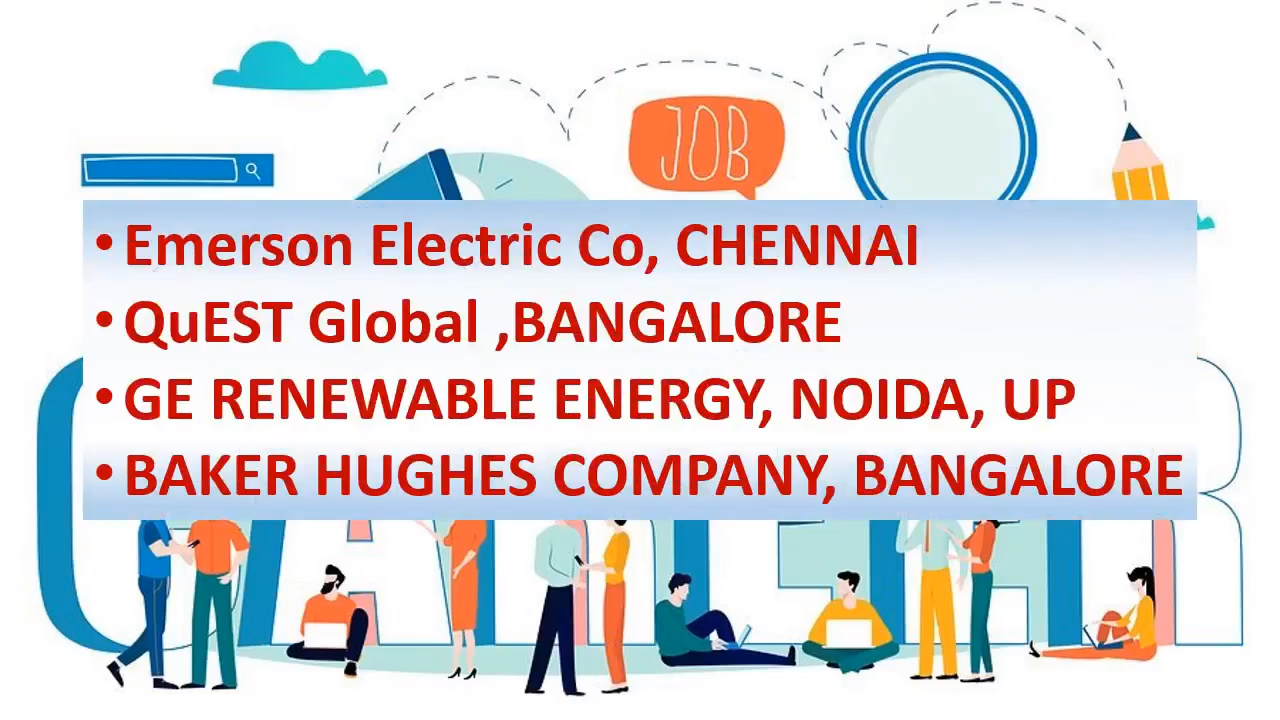 JOB
• Emerson Electric Co, CHENNAI
• QuEST Global ,BANGALORE
• GE RENEWABLE ENERGY, NOIDA, UP
• BAKER HUGHES COMPANY, BANGALORE